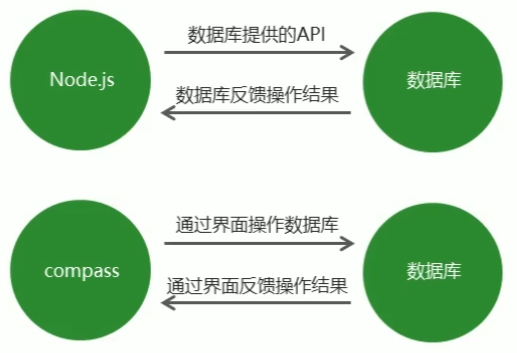 数据库提供的API
Node.js
数据库
数据库反馈操作结果
通过界面操作数据库
compass
数据库
通过界面反馈操作结果